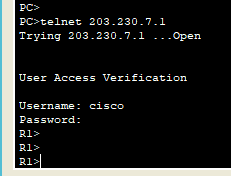 PC>
PC>telnet 203.230.7.1
Trying 203.230.7.1 ...Open
User Access Verification
Username: cisco
Password:
R1>
R1>
R1>